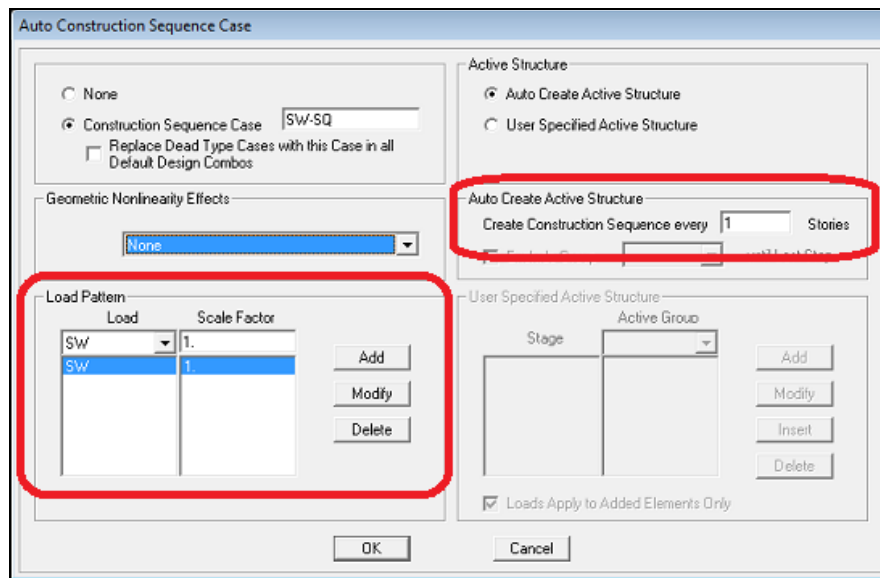 Auto Construction Sequence Case
None
Construction Sequence Case SW-SQ
Replace Dead Type Cases with this Case in all
Default Design Combos
Active Structure
Auto Create Active Structure
User Specified Active Structure
Geometric Nonlinearity Effects
None
Auto Create Active Structure
Create Construction Sequence every 1 Stories
Load Pattern
Load Scale Factor
SW 1.
SW 1.
Add
Modify
Delete
User Specified Active Structure
Active Group
Stage
Add
Modify
Insert
Delete
Loads Apply to Added Elements Only
OK Cancel